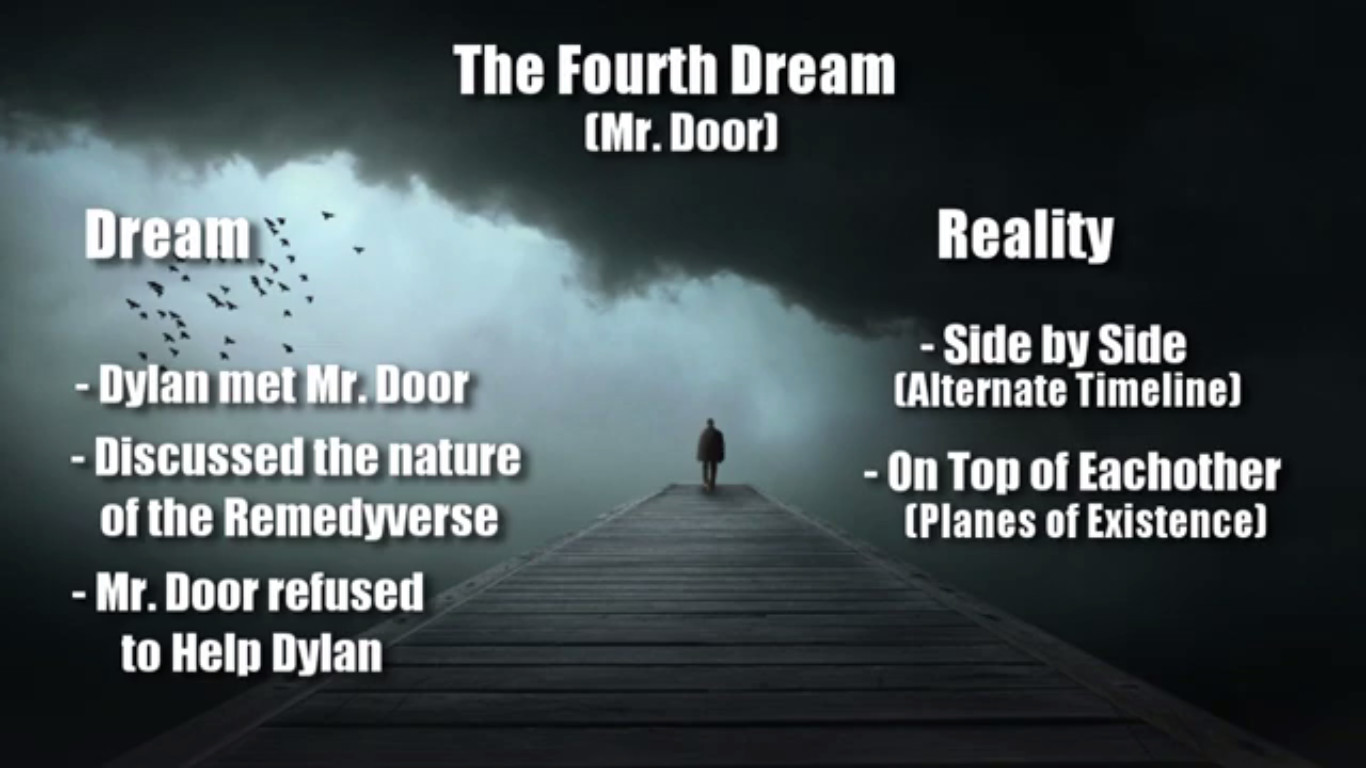 The Fourth Dream
(Mr. Door)
Dream
- Dylan met Mr. Door
- Discussed the nature
of the Remedyverse
- Mr. Door refused
to Help Dylan
Reality
- Side by Side
(Alternate Timeline)
- On Top of Eachother
(Planes of Existence)